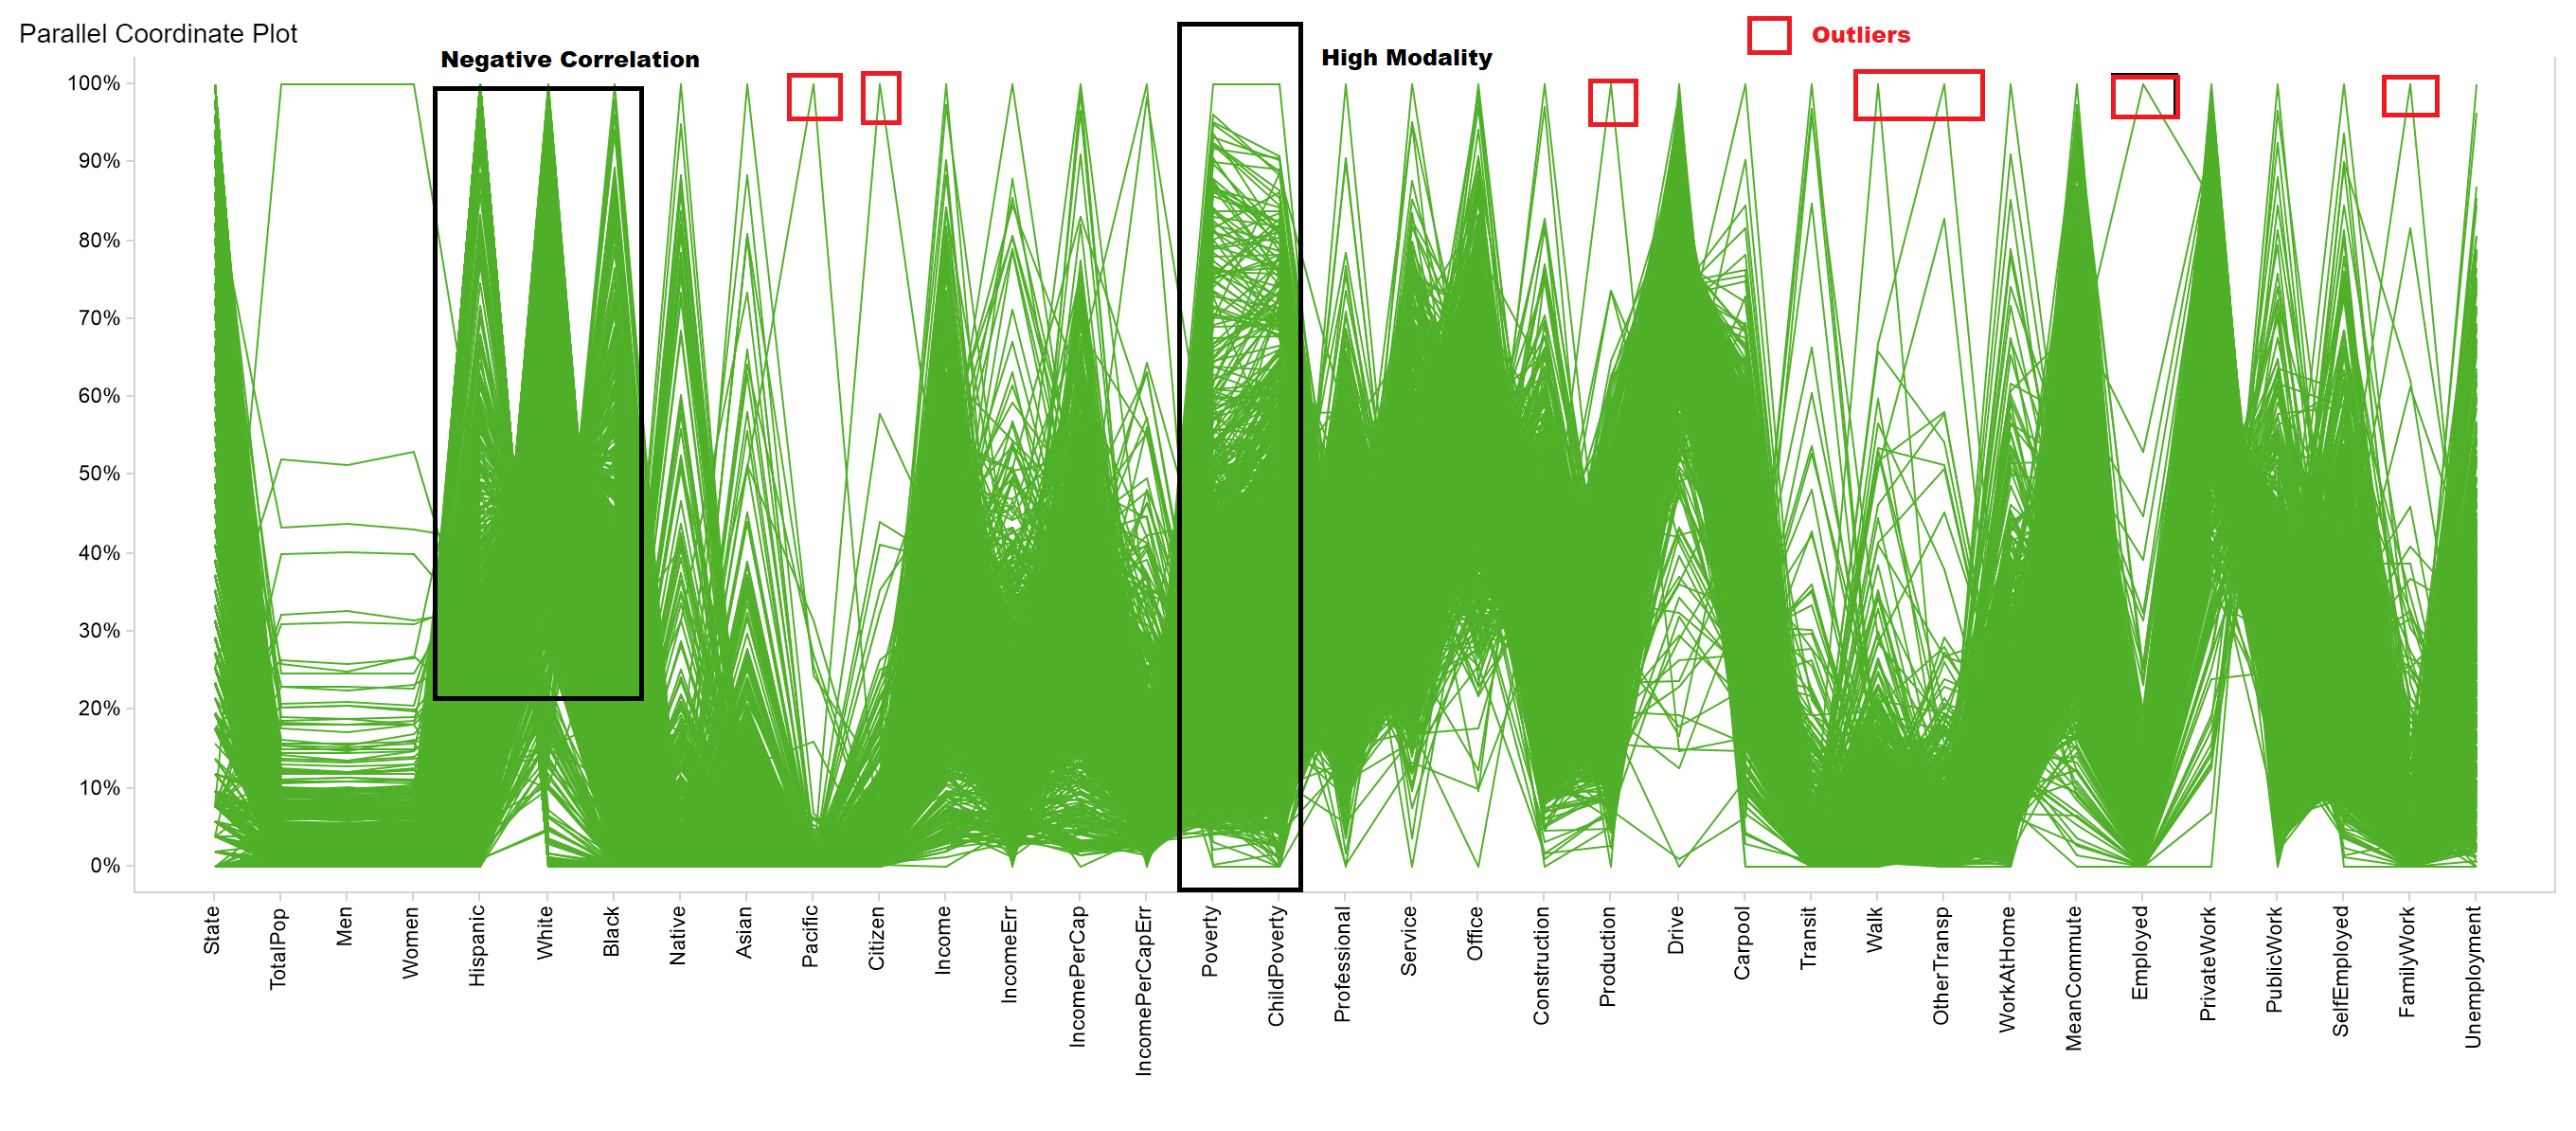 Parallel Coordinate Plot
Negative Correlation
High Modality
Outliers
100%
90%
80%
70%
60%
50%
40%
30%
20%
10%
0%
State
TotalPop
Men
Women
Hispanic
White
Black
Native
Asian
Pacific
Citizen
Income
IncomeErr
IncomePerCap
IncomePerCapErr
Poverty
ChildPoverty
Professional
Service
Office
Construction
Production
Drive
Carpool
Transit
Walk
OtherTransp
WorkAtHome
MeanCommute
Employed
PrivateWork
PublicWork
SelfEmployed
FamilyWork
Unemployment